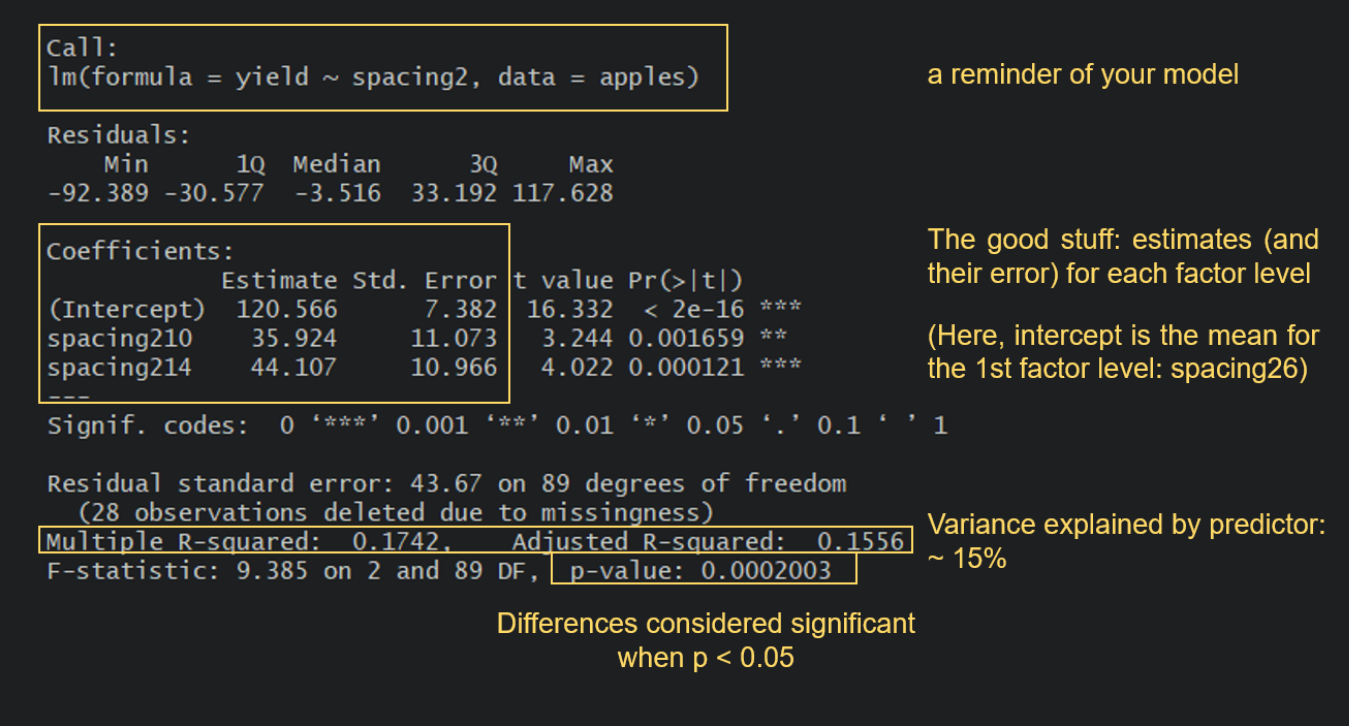 Call:
lm(formula = yield ~ spacing2, data = apples)
a reminder of your model
Residuals:
Min 1Q Median 3Q Max
-92.389 -30.577 -3.516 33.192 117.628
Coefficients:
Estimate Std. Error t value Pr(>|t|)
(Intercept) 120.566 7.382 16.332 < 2e-16 ***
spacing210 35.924 11.073 3.244 0.001659 **
spacing214 44.107 10.966 4.022 0.000121 ***
---
The good stuff: estimates (and
their error) for each factor level
(Here, intercept is the mean for
the 1st factor level: spacing26)
Signif. codes: 0 ‘***’ 0.001 ‘**’ 0.01 ‘*’ 0.05 ‘.’ 0.1 ‘ ’ 1
Residual standard error: 43.67 on 89 degrees of freedom
(28 observations deleted due to missingness)
Multiple R-squared: 0.1742, Adjusted R-squared: 0.1556
F-statistic: 9.385 on 2 and 89 DF, p-value: 0.0002003
Variance explained by predictor:
~ 15%
Differences considered significant
when p < 0.05